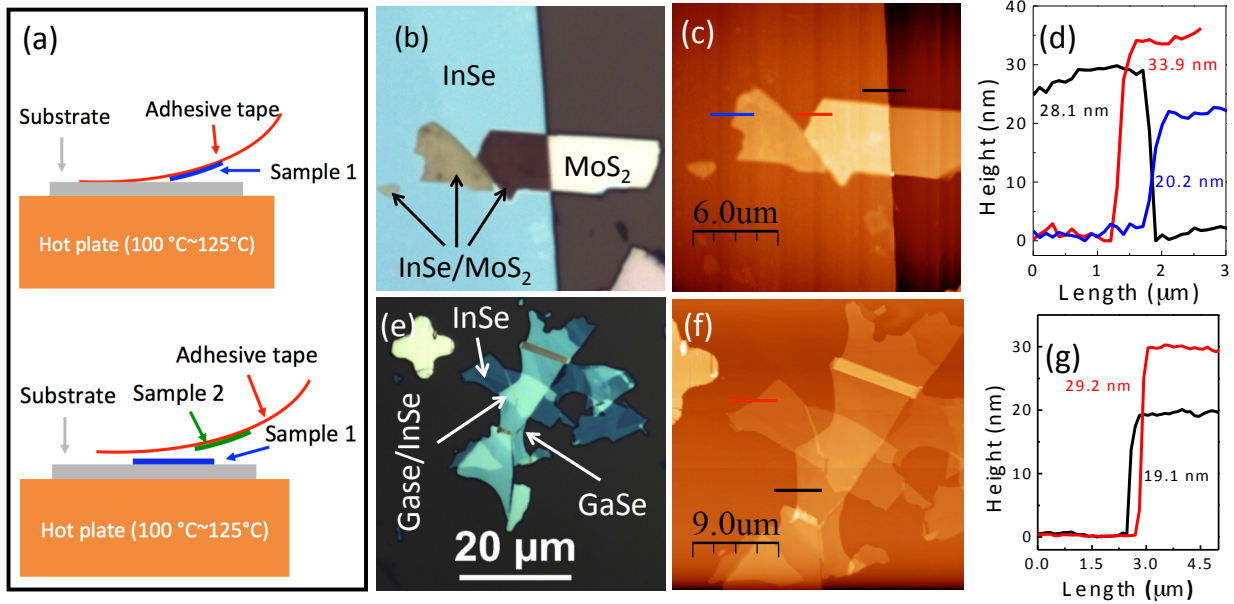 (a)
Substrate
Adhesive tape
Sample 1
Hot plate (100 °C~125°C)
Adhesive tape
Sample 2
Substrate
Sample 1
Hot plate (100 °C~125°C)
(b)
InSe
MoS₂
InSe/MoS₂
(c)
6.0um
(d)
Height (nm)
40
30
20
10
0
33.9 nm
28.1 nm
20.2 nm
0 1 2 3
Length (μm)
(e)
InSe
Gase/InSe
GaSe
20 μm
(f)
9.0um
(g)
Height (nm)
30
20
10
0
29.2 nm
19.1 nm
0.0 1.5 3.0 4.5
Length (μm)